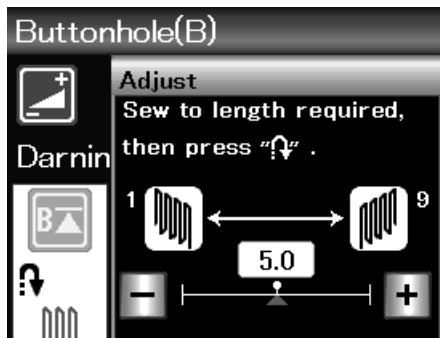 Buttonhole(B)
Adjust
Sew to length required,
then press “ ” .
Darnin
B
1
9
5.0
−
+